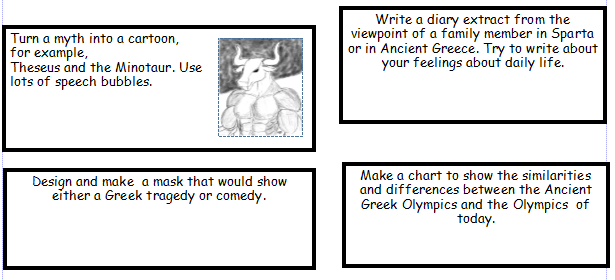 Turn a myth into a cartoon,
for example,
Theseus and the Minotaur. Use
lots of speech bubbles.
Write a diary extract from the
viewpoint of a family member in Sparta
or in Ancient Greece. Try to write about
your feelings about daily life.
Design and make a mask that would show
either a Greek tragedy or comedy.
Make a chart to show the similarities
and differences between the Ancient
Greek Olympics and the Olympics of
today.